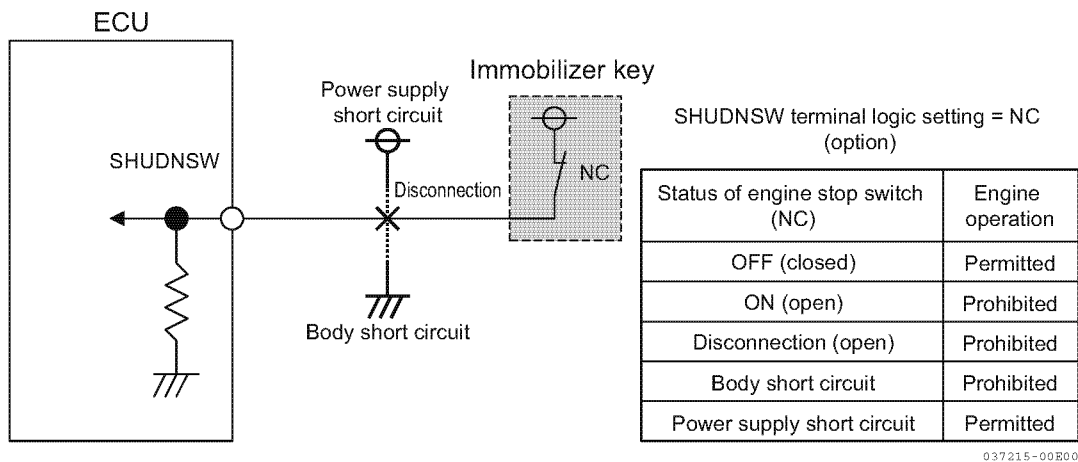 ECU
Immobilizer key
Power supply
short circuit
SHUDNSW
Disconnection
NC
Body short circuit
SHUDNSW terminal logic setting = NC
(option)
Status of engine stop switch
(NC)
Engine
operation
OFF (closed)
Permitted
ON (open)
Prohibited
Disconnection (open)
Prohibited
Body short circuit
Prohibited
Power supply short circuit
Permitted
037215-00E00